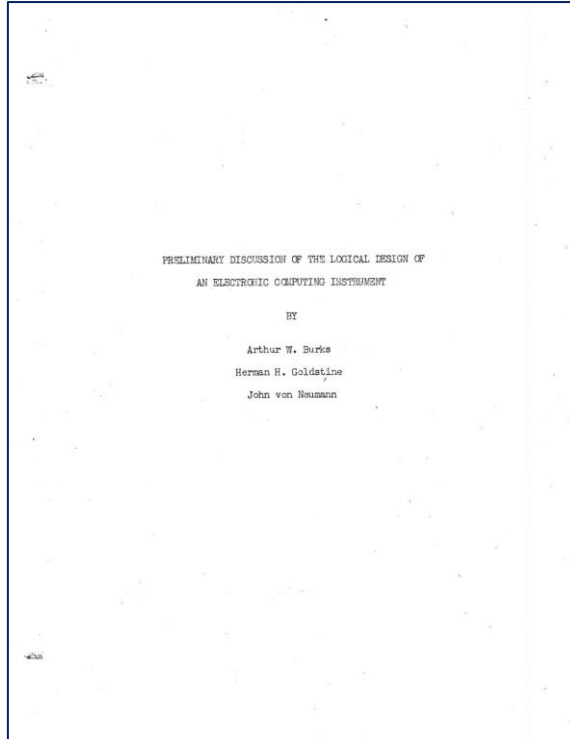 PRELIMINARY DISCUSSION OF THE LOGICAL DESIGN OF
AN ELECTRONIC COMPUTING INSTRUMENT
BY
Arthur W. Burks
Herman H. Goldstine
John von Neumann